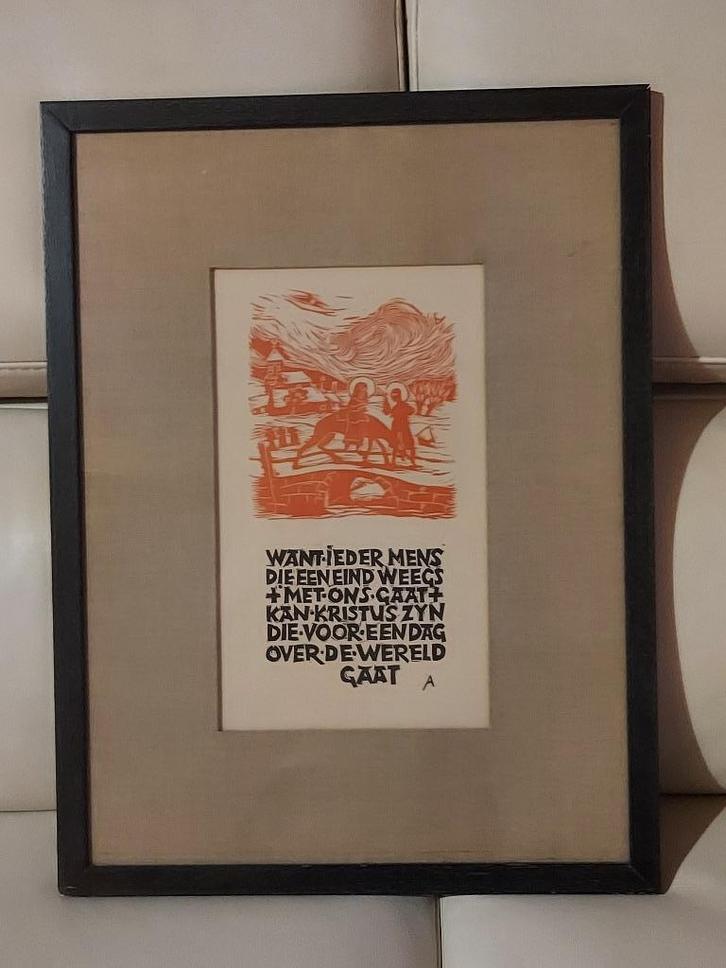 WANT·IEDER MENS
DIE EEN EIND WEEGS
+MET·ONS·GAAT+
KAN·KRISTUS ZYN
DIE·VOOR·EEN DAG
OVER·DE·WERELD
GAAT
A